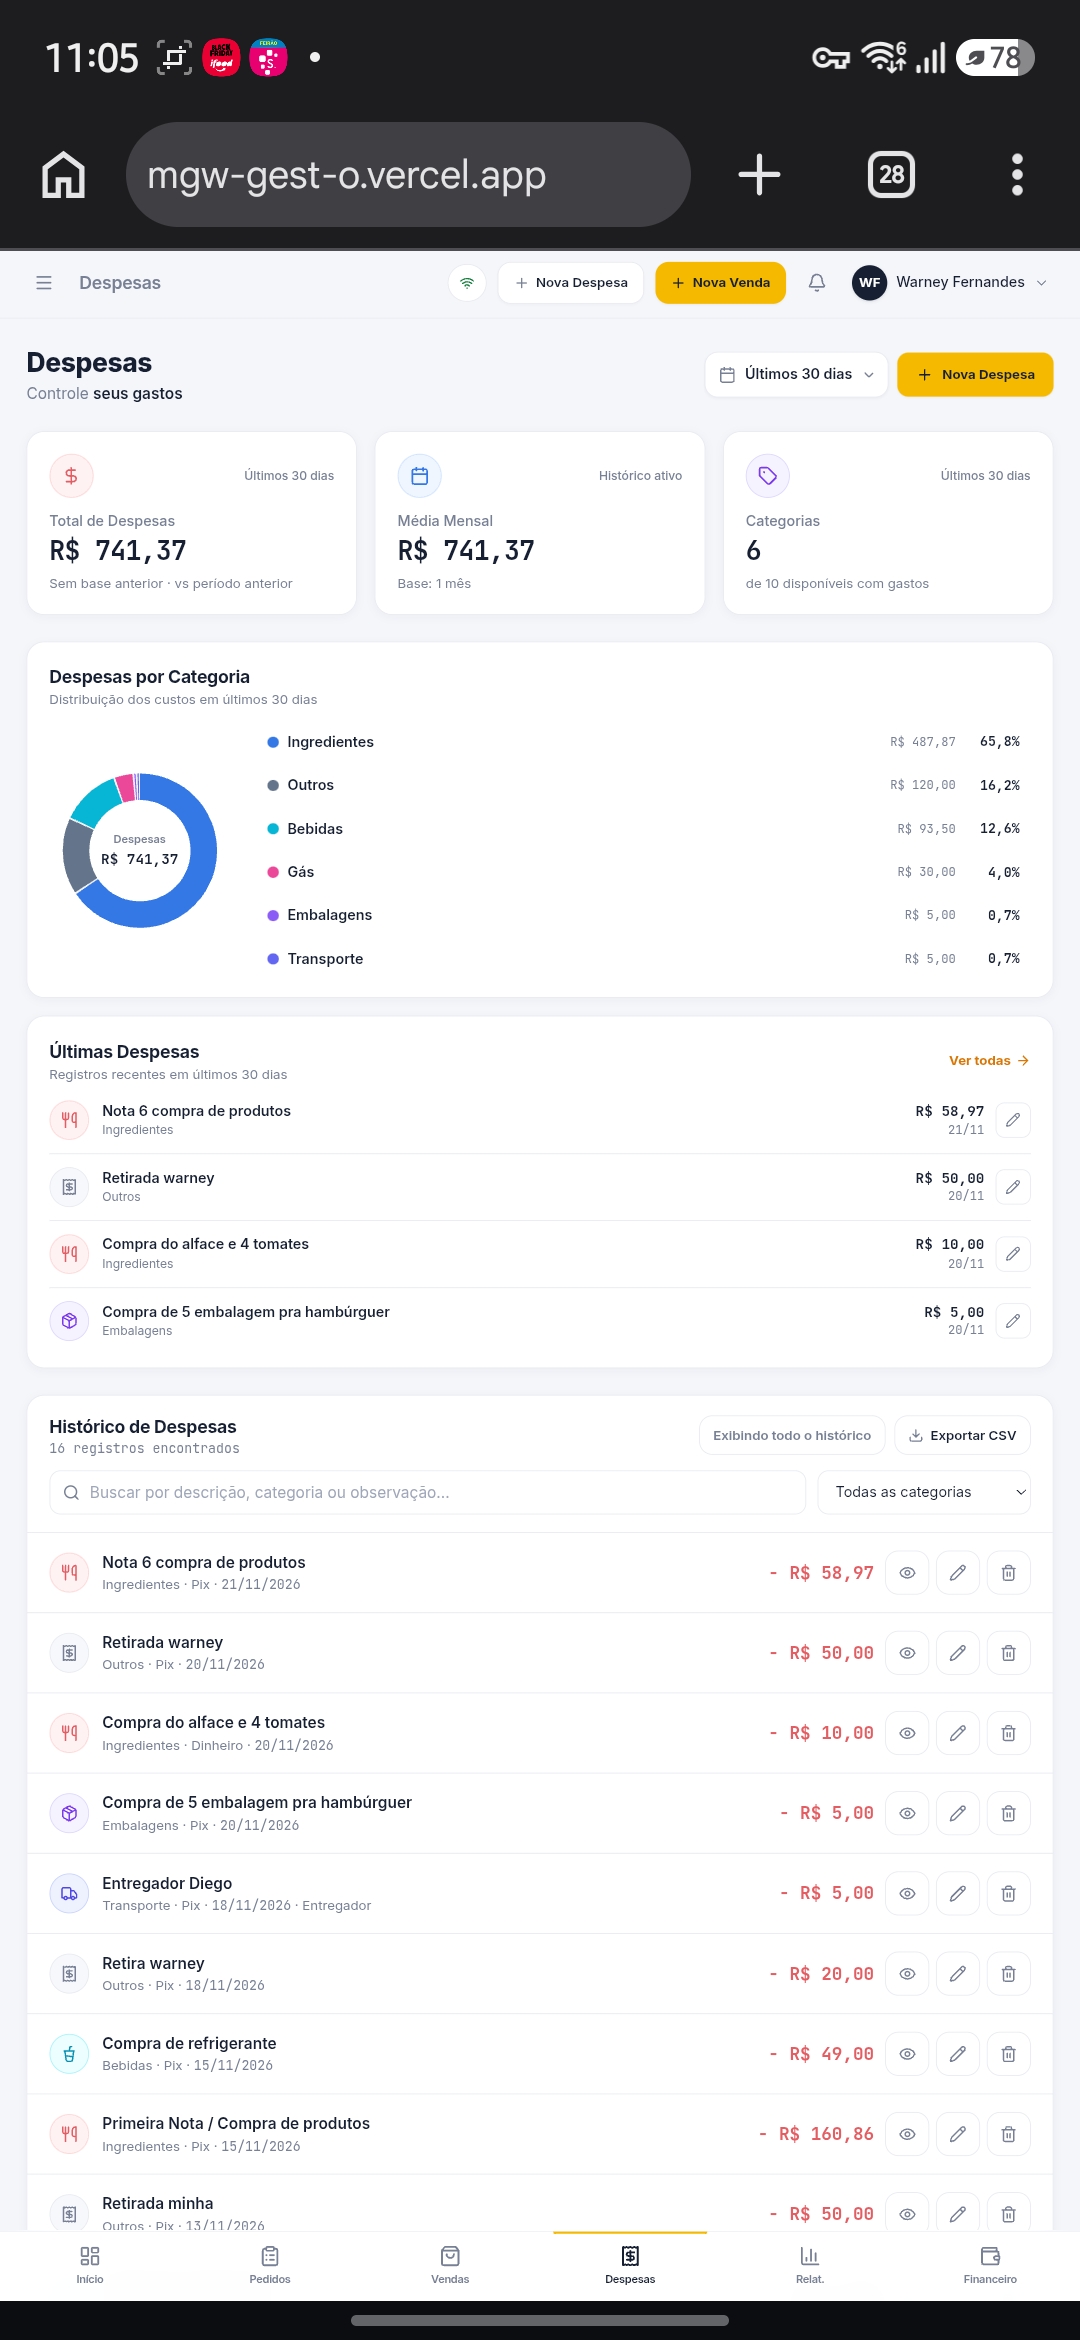 11:05
6
78
mgw-gest-o.vercel.app
28
Despesas
Nova Despesa
Nova Venda
WF
Warney Fernandes
Despesas
Controle seus gastos
Últimos 30 dias
Nova Despesa
Últimos 30 dias
Total de Despesas
R$ 741,37
Sem base anterior · vs período anterior
Histórico ativo
Média Mensal
R$ 741,37
Base: 1 mês
Últimos 30 dias
Categorias
6
de 10 disponíveis com gastos
Despesas por Categoria
Distribuição dos custos em últimos 30 dias
Despesas
R$ 741,37
Ingredientes R$ 487,87 65,8%
Outros R$ 120,00 16,2%
Bebidas R$ 93,50 12,6%
Gás R$ 30,00 4,0%
Embalagens R$ 5,00 0,7%
Transporte R$ 5,00 0,7%
Últimas Despesas
Registros recentes em últimos 30 dias
Ver todas →
Nota 6 compra de produtos R$ 58,97
Ingredientes 21/11
Retirada warney R$ 50,00
Outros 20/11
Compra do alface e 4 tomates R$ 10,00
Ingredientes 20/11
Compra de 5 embalagem pra hambúrguer R$ 5,00
Embalagens 20/11
Histórico de Despesas
16 registros encontrados
Exibindo todo o histórico
Exportar CSV
Buscar por descrição, categoria ou observação...
Todas as categorias
Nota 6 compra de produtos
Ingredientes · Pix · 21/11/2026
- R$ 58,97
Retirada warney
Outros · Pix · 20/11/2026
- R$ 50,00
Compra do alface e 4 tomates
Ingredientes · Dinheiro · 20/11/2026
- R$ 10,00
Compra de 5 embalagem pra hambúrguer
Embalagens · Pix · 20/11/2026
- R$ 5,00
Entregador Diego
Transporte · Pix · 18/11/2026 · Entregador
- R$ 5,00
Retira warney
Outros · Pix · 18/11/2026
- R$ 20,00
Compra de refrigerante
Bebidas · Pix · 15/11/2026
- R$ 49,00
Primeira Nota / Compra de produtos
Ingredientes · Pix · 15/11/2026
- R$ 160,86
Retirada minha
Outros · Pix · 13/11/2026
- R$ 50,00
Início
Pedidos
Vendas
Despesas
Relat.
Financeiro